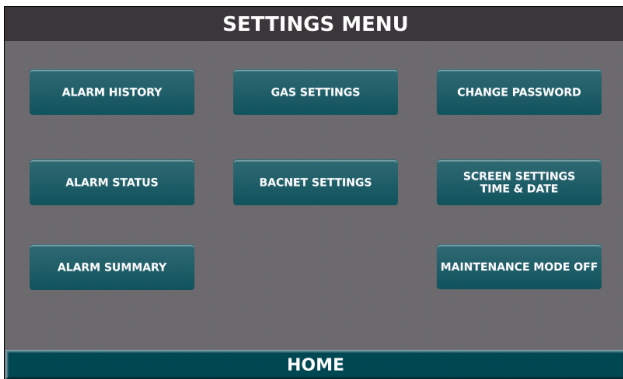 SETTINGS MENU
ALARM HISTORY
GAS SETTINGS
CHANGE PASSWORD
ALARM STATUS
BACNET SETTINGS
SCREEN SETTINGS
TIME & DATE
ALARM SUMMARY
MAINTENANCE MODE OFF
HOME